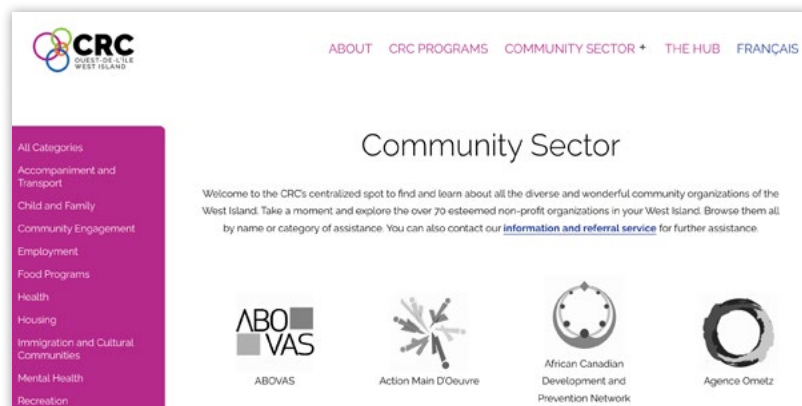 CRC
OUEST-DE-L'ÎLE
WEST ISLAND
ABOUT CRC PROGRAMS COMMUNITY SECTOR + THE HUB FRANÇAIS
All Categories
Accompaniment and
Transport
Child and Family
Community Engagement
Employment
Food Programs
Health
Housing
Immigration and Cultural
Communities
Mental Health
Recreation
Community Sector
Welcome to the CRC's centralized spot to find and learn about all the diverse and wonderful community organizations of the
West Island. Take a moment and explore the over 70 esteemed non-profit organizations in your West Island. Browse them all
by name or category of assistance. You can also contact our information and referral service for further assistance.
ABO
VAS
ABOVAS
Action Main D'Oeuvre
African Canadian
Development and
Prevention Network
Agence Ometz